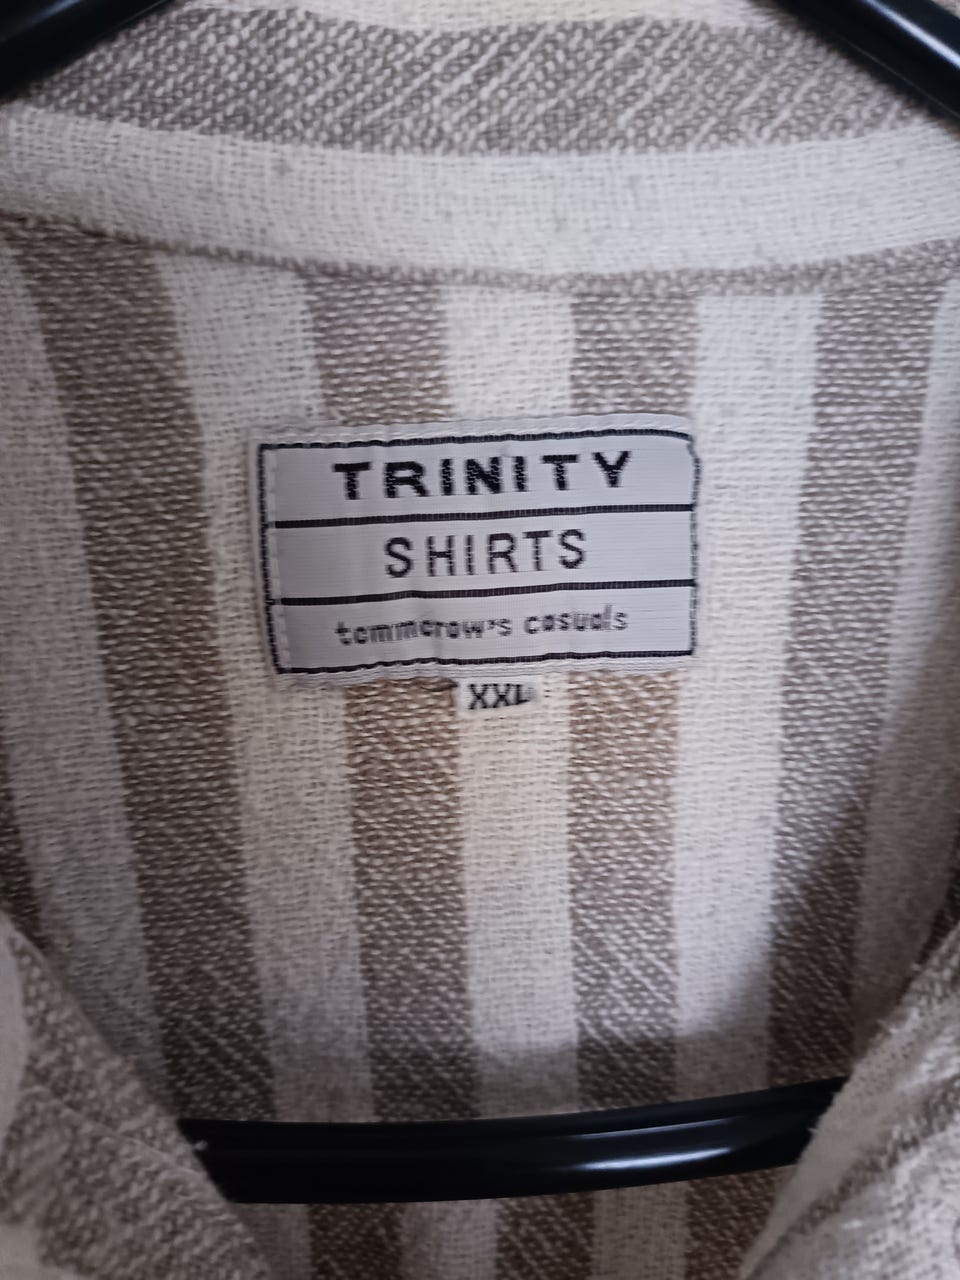 TRINITY
SHIRTS
tommorow's casuals
XXL